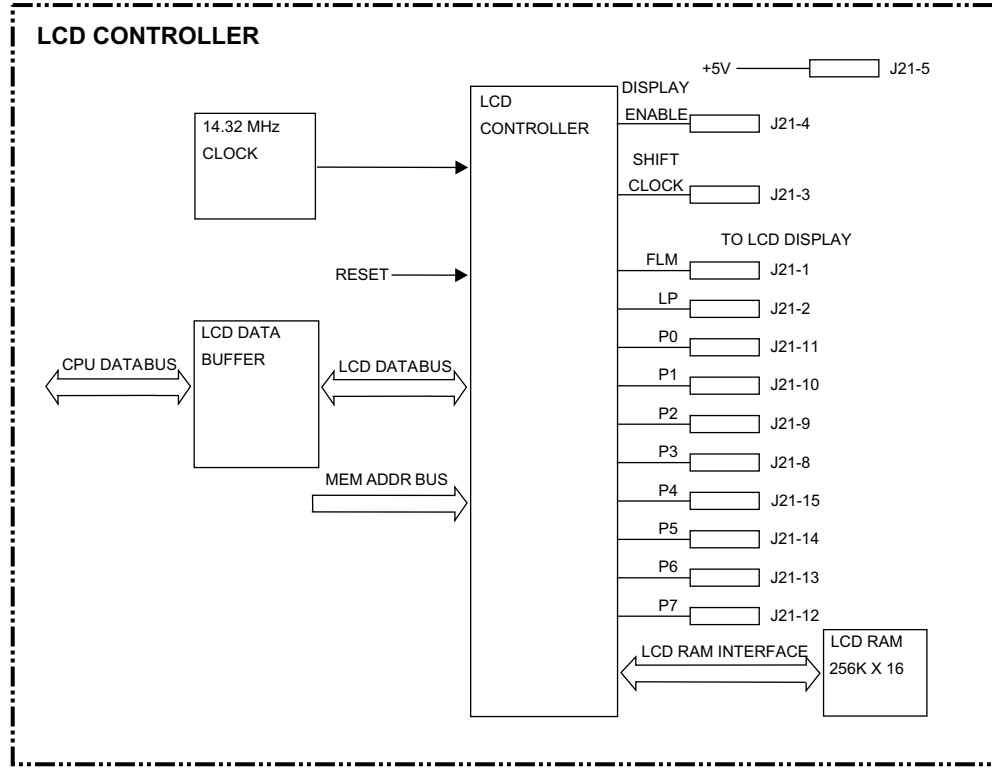 LCD CONTROLLER
+5V
J21-5
LCD
CONTROLLER
DISPLAY
ENABLE
J21-4
14.32 MHz
CLOCK
SHIFT
CLOCK
J21-3
TO LCD DISPLAY
RESET
FLM
J21-1
LP
J21-2
LCD DATA
BUFFER
P0
J21-11
CPU DATABUS
LCD DATABUS
P1
J21-10
P2
J21-9
P3
J21-8
MEM ADDR BUS
P4
J21-15
P5
J21-14
P6
J21-13
P7
J21-12
LCD RAM INTERFACE
LCD RAM
256K X 16